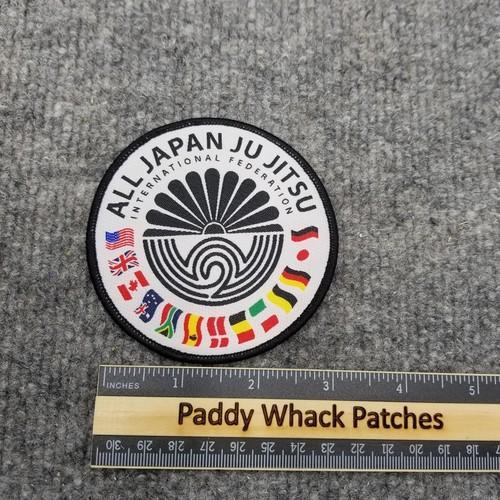 ALL JAPAN JU JITSU
INTERNATIONAL FEDERATION
INCHES 1 2 3 4 5
Paddy Whack Patches